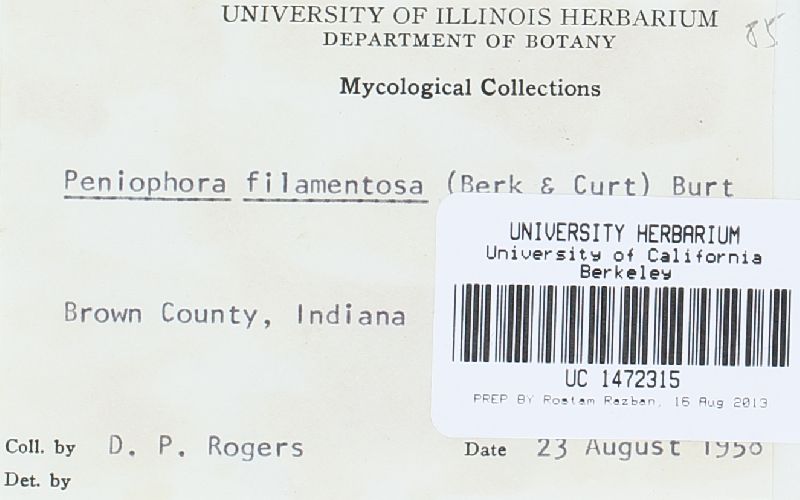 UNIVERSITY OF ILLINOIS HERBARIUM
DEPARTMENT OF BOTANY
85
Mycological Collections
Peniophora filamentosa (Berk & Curt) Burt
UNIVERSITY HERBARIUM
University of California
Berkeley
Brown County, Indiana
UC 1472315
PREP BY Rostam Razban, 16 Aug 2013
Coll. by D. P. Rogers Date 23 August
Det. by